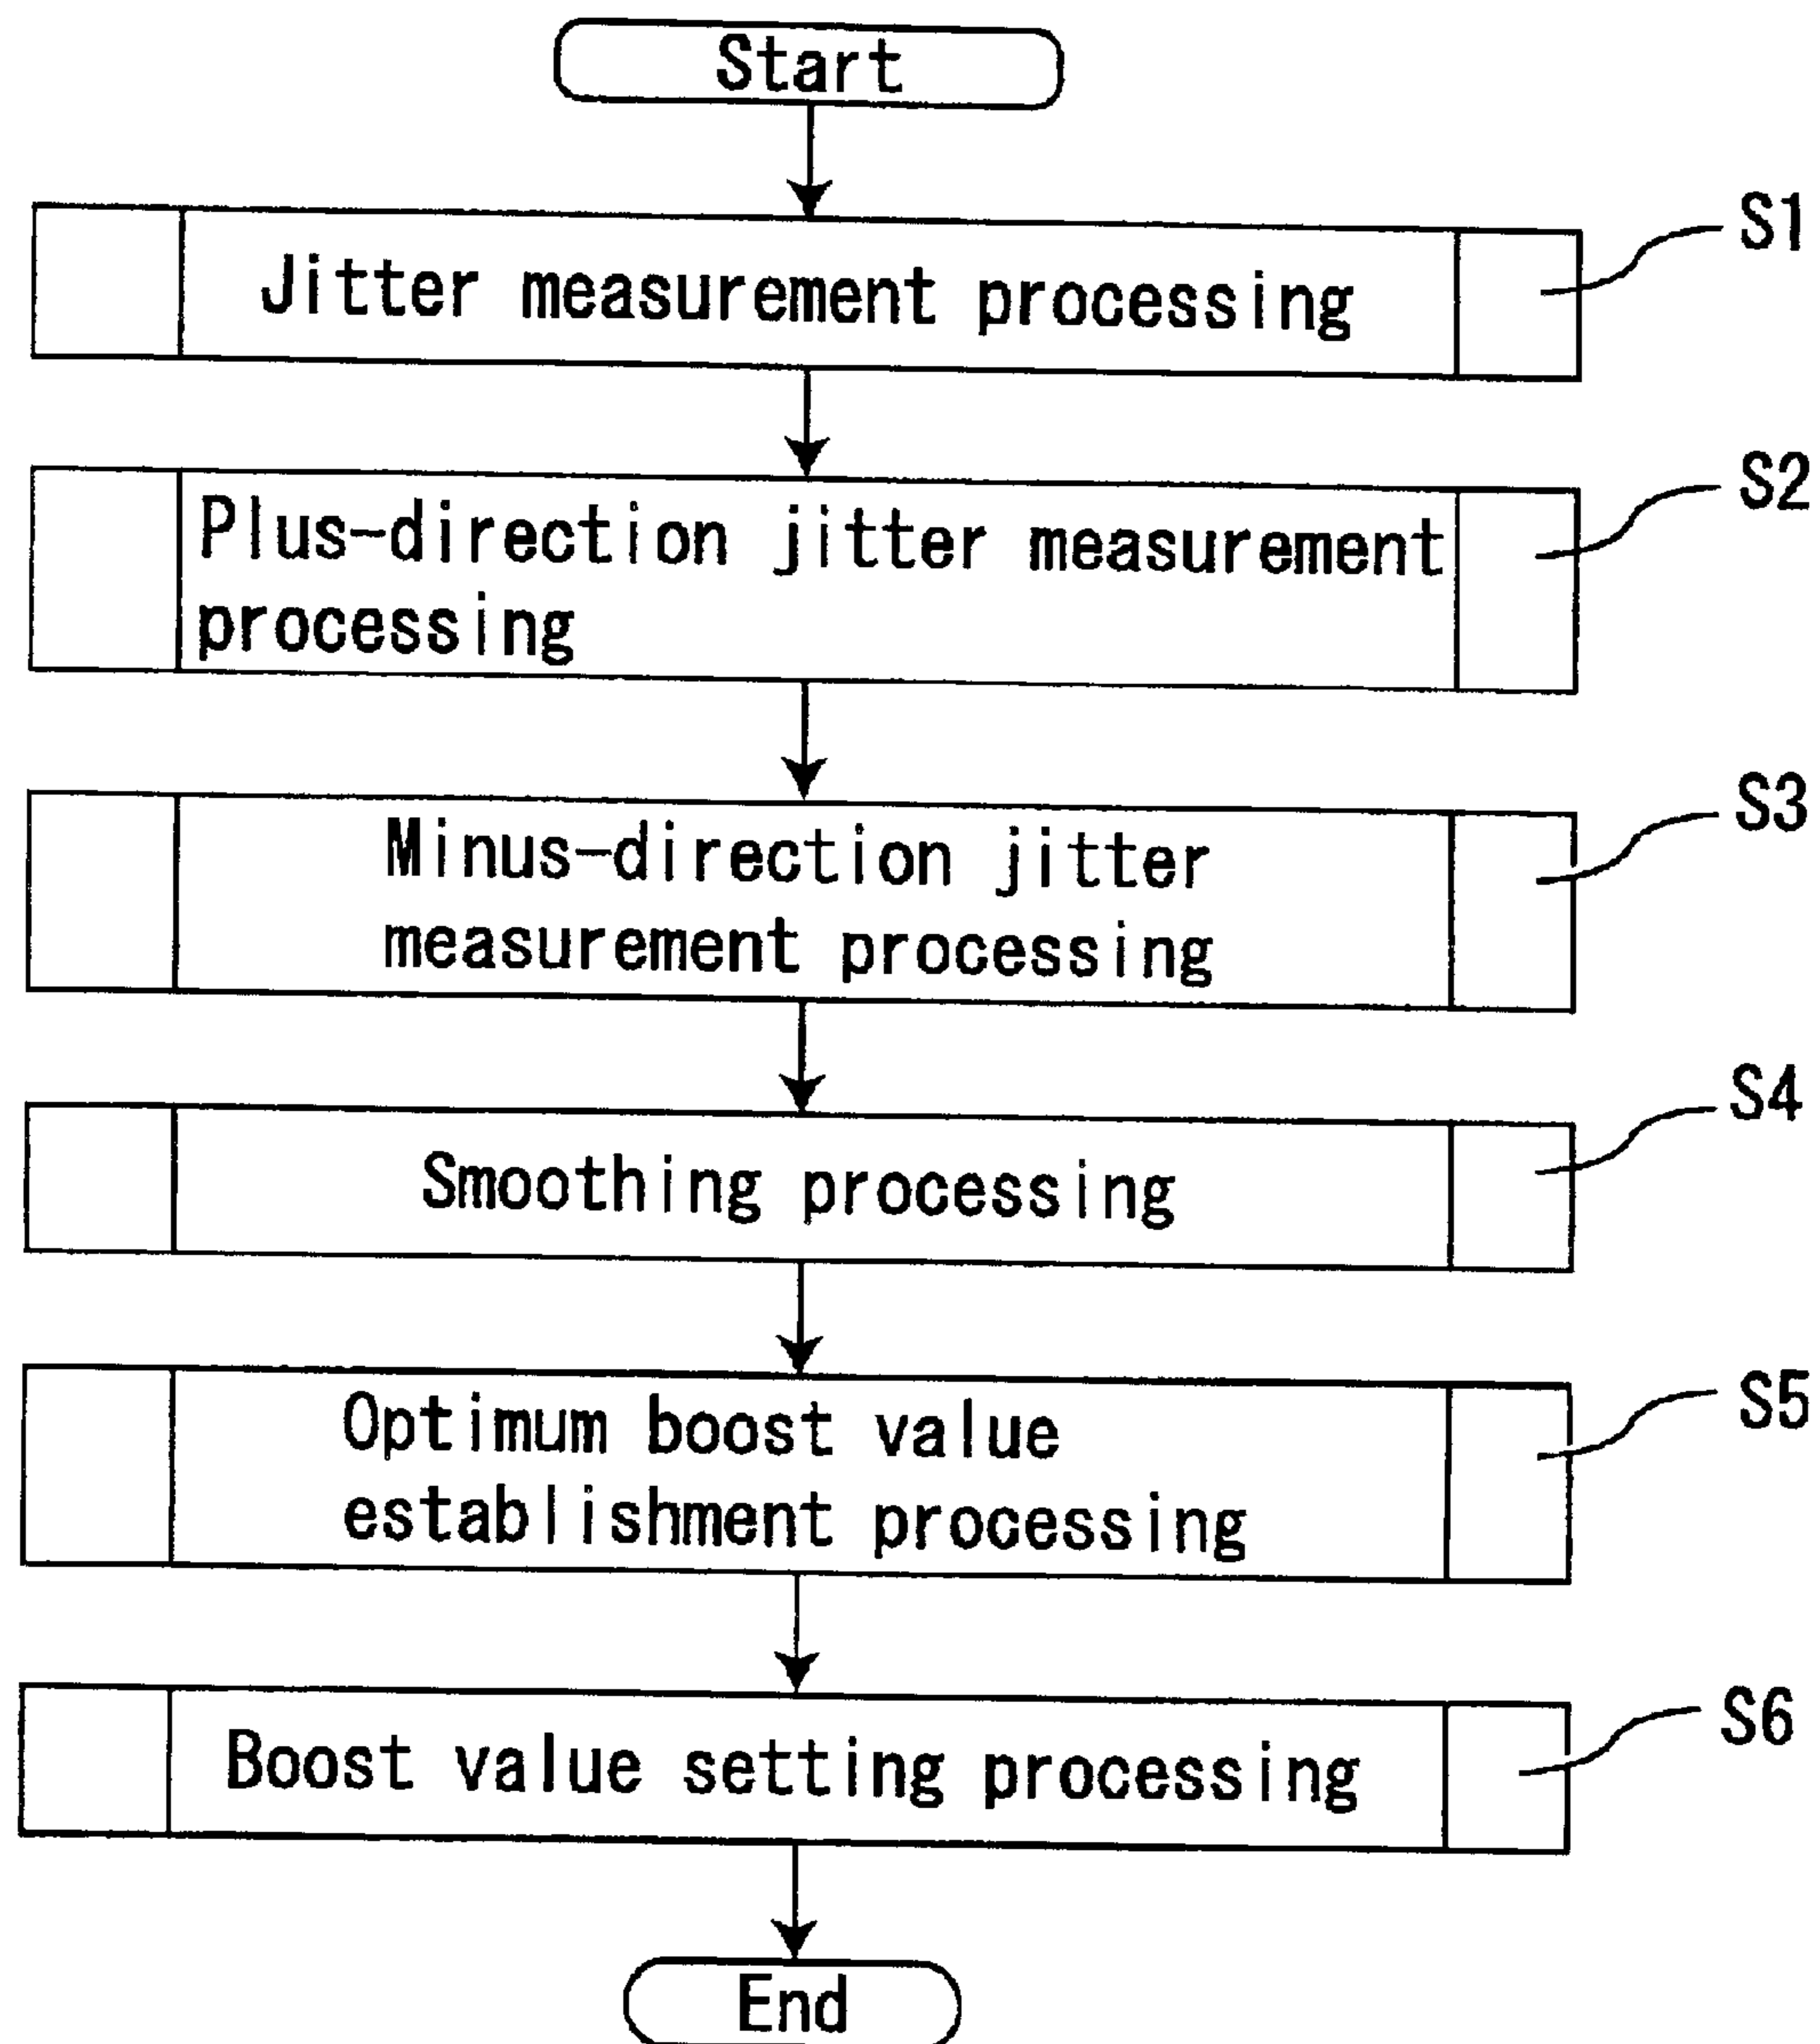 Start
S1
Jitter measurement processing
S2
Plus-direction jitter measurement
processing
S3
Minus-direction jitter
measurement processing
S4
Smoothing processing
S5
Optimum boost value
establishment processing
S6
Boost value setting processing
End